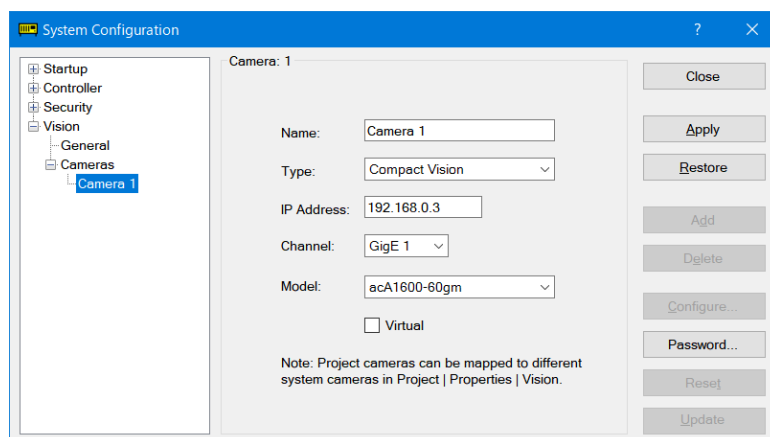 System Configuration
?
Startup
Controller
Security
Vision
General
Cameras
Camera 1
Camera: 1
Name: Camera 1
Type: Compact Vision
IP Address: 192.168.0.3
Channel: GigE 1
Model: acA1600-60gm
Virtual
Note: Project cameras can be mapped to different
system cameras in Project | Properties | Vision.
Close
Apply
Restore
Add
Delete
Configure...
Password...
Reset
Update